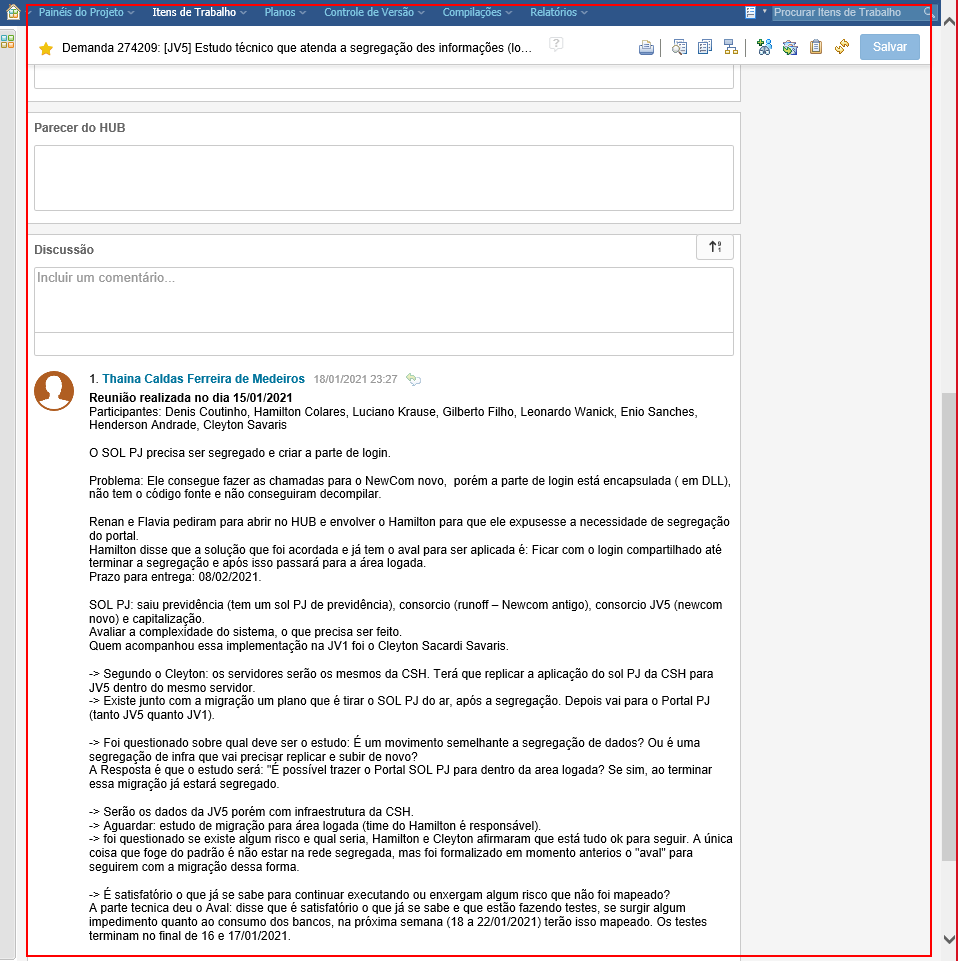 Painéis do Projeto Itens de Trabalho Planos Controle de Versão Compilações Relatórios Procurar Itens de Trabalho
Demanda 274209: [JV5] Estudo técnico que atenda a segregação des informações (lo... ? Salvar
Parecer do HUB
Discussão
Incluir um comentário...
1. Thaina Caldas Ferreira de Medeiros 18/01/2021 23:27
Reunião realizada no dia 15/01/2021
Participantes: Denis Coutinho, Hamilton Colares, Luciano Krause, Gilberto Filho, Leonardo Wanick, Enio Sanches,
Henderson Andrade, Cleyton Savaris
O SOL PJ precisa ser segregado e criar a parte de login.
Problema: Ele consegue fazer as chamadas para o NewCom novo, porém a parte de login está encapsulada ( em DLL),
não tem o código fonte e não conseguiram decompilar.
Renan e Flavia pediram para abrir no HUB e envolver o Hamilton para que ele expusesse a necessidade de segregação
do portal.
Hamilton disse que a solução que foi acordada e já tem o aval para ser aplicada é: Ficar com o login compartilhado até
terminar a segregação e após isso passará para a área logada.
Prazo para entrega: 08/02/2021.
SOL PJ: saiu previdência (tem um sol PJ de previdência), consorcio (runoff – Newcom antigo), consorcio JV5 (newcom
novo) e capitalização.
Avaliar a complexidade do sistema, o que precisa ser feito.
Quem acompanhou essa implementação na JV1 foi o Cleyton Sacardi Savaris.
-> Segundo o Cleyton: os servidores serão os mesmos da CSH. Terá que replicar a aplicação do sol PJ da CSH para
JV5 dentro do mesmo servidor.
-> Existe junto com a migração um plano que é tirar o SOL PJ do ar, após a segregação. Depois vai para o Portal PJ
(tanto JV5 quanto JV1).
-> Foi questionado sobre qual deve ser o estudo: É um movimento semelhante a segregação de dados? Ou é uma
segregação de infra que vai precisar replicar e subir de novo?
A Resposta é que o estudo será: "É possível trazer o Portal SOL PJ para dentro da area logada? Se sim, ao terminar
essa migração já estará segregado.
-> Serão os dados da JV5 porém com infraestrutura da CSH.
-> Aguardar: estudo de migração para área logada (time do Hamilton é responsável).
-> foi questionado se existe algum risco e qual seria, Hamilton e Cleyton afirmaram que está tudo ok para seguir. A única
coisa que foge do padrão é não estar na rede segregada, mas foi formalizado em momento anterios o "aval" para
seguirem com a migração dessa forma.
-> É satisfatório o que já se sabe para continuar executando ou enxergam algum risco que não foi mapeado?
A parte tecnica deu o Aval: disse que é satisfatório o que já se sabe e que estão fazendo testes, se surgir algum
impedimento quanto ao consumo dos bancos, na próxima semana (18 a 22/01/2021) terão isso mapeado. Os testes
terminam no final de 16 e 17/01/2021.